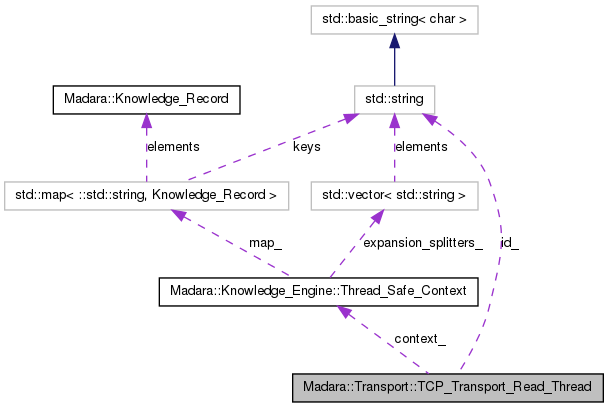 std::basic_string< char >
Madara::Knowledge_Record
std::string
elements
keys
elements
std::map< ::std::string, Knowledge_Record >
std::vector< std::string >
map_
expansion_splitters_
id_
Madara::Knowledge_Engine::Thread_Safe_Context
context_
Madara::Transport::TCP_Transport_Read_Thread